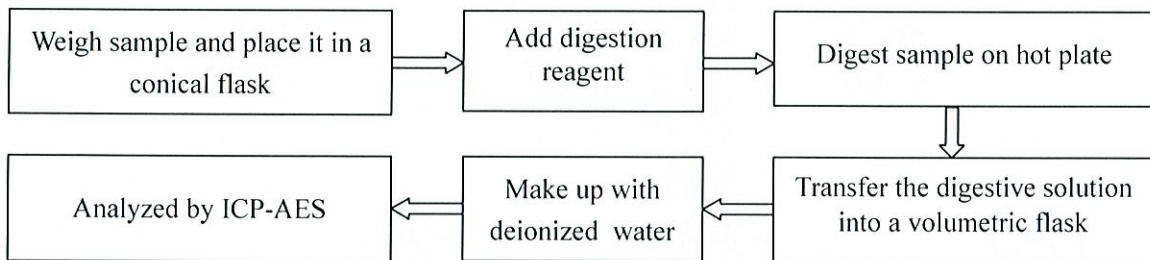 Weigh sample and place it in a
conical flask
Add digestion
reagent
Digest sample on hot plate
Transfer the digestive solution
into a volumetric flask
Make up with
deionized water
Analyzed by ICP-AES